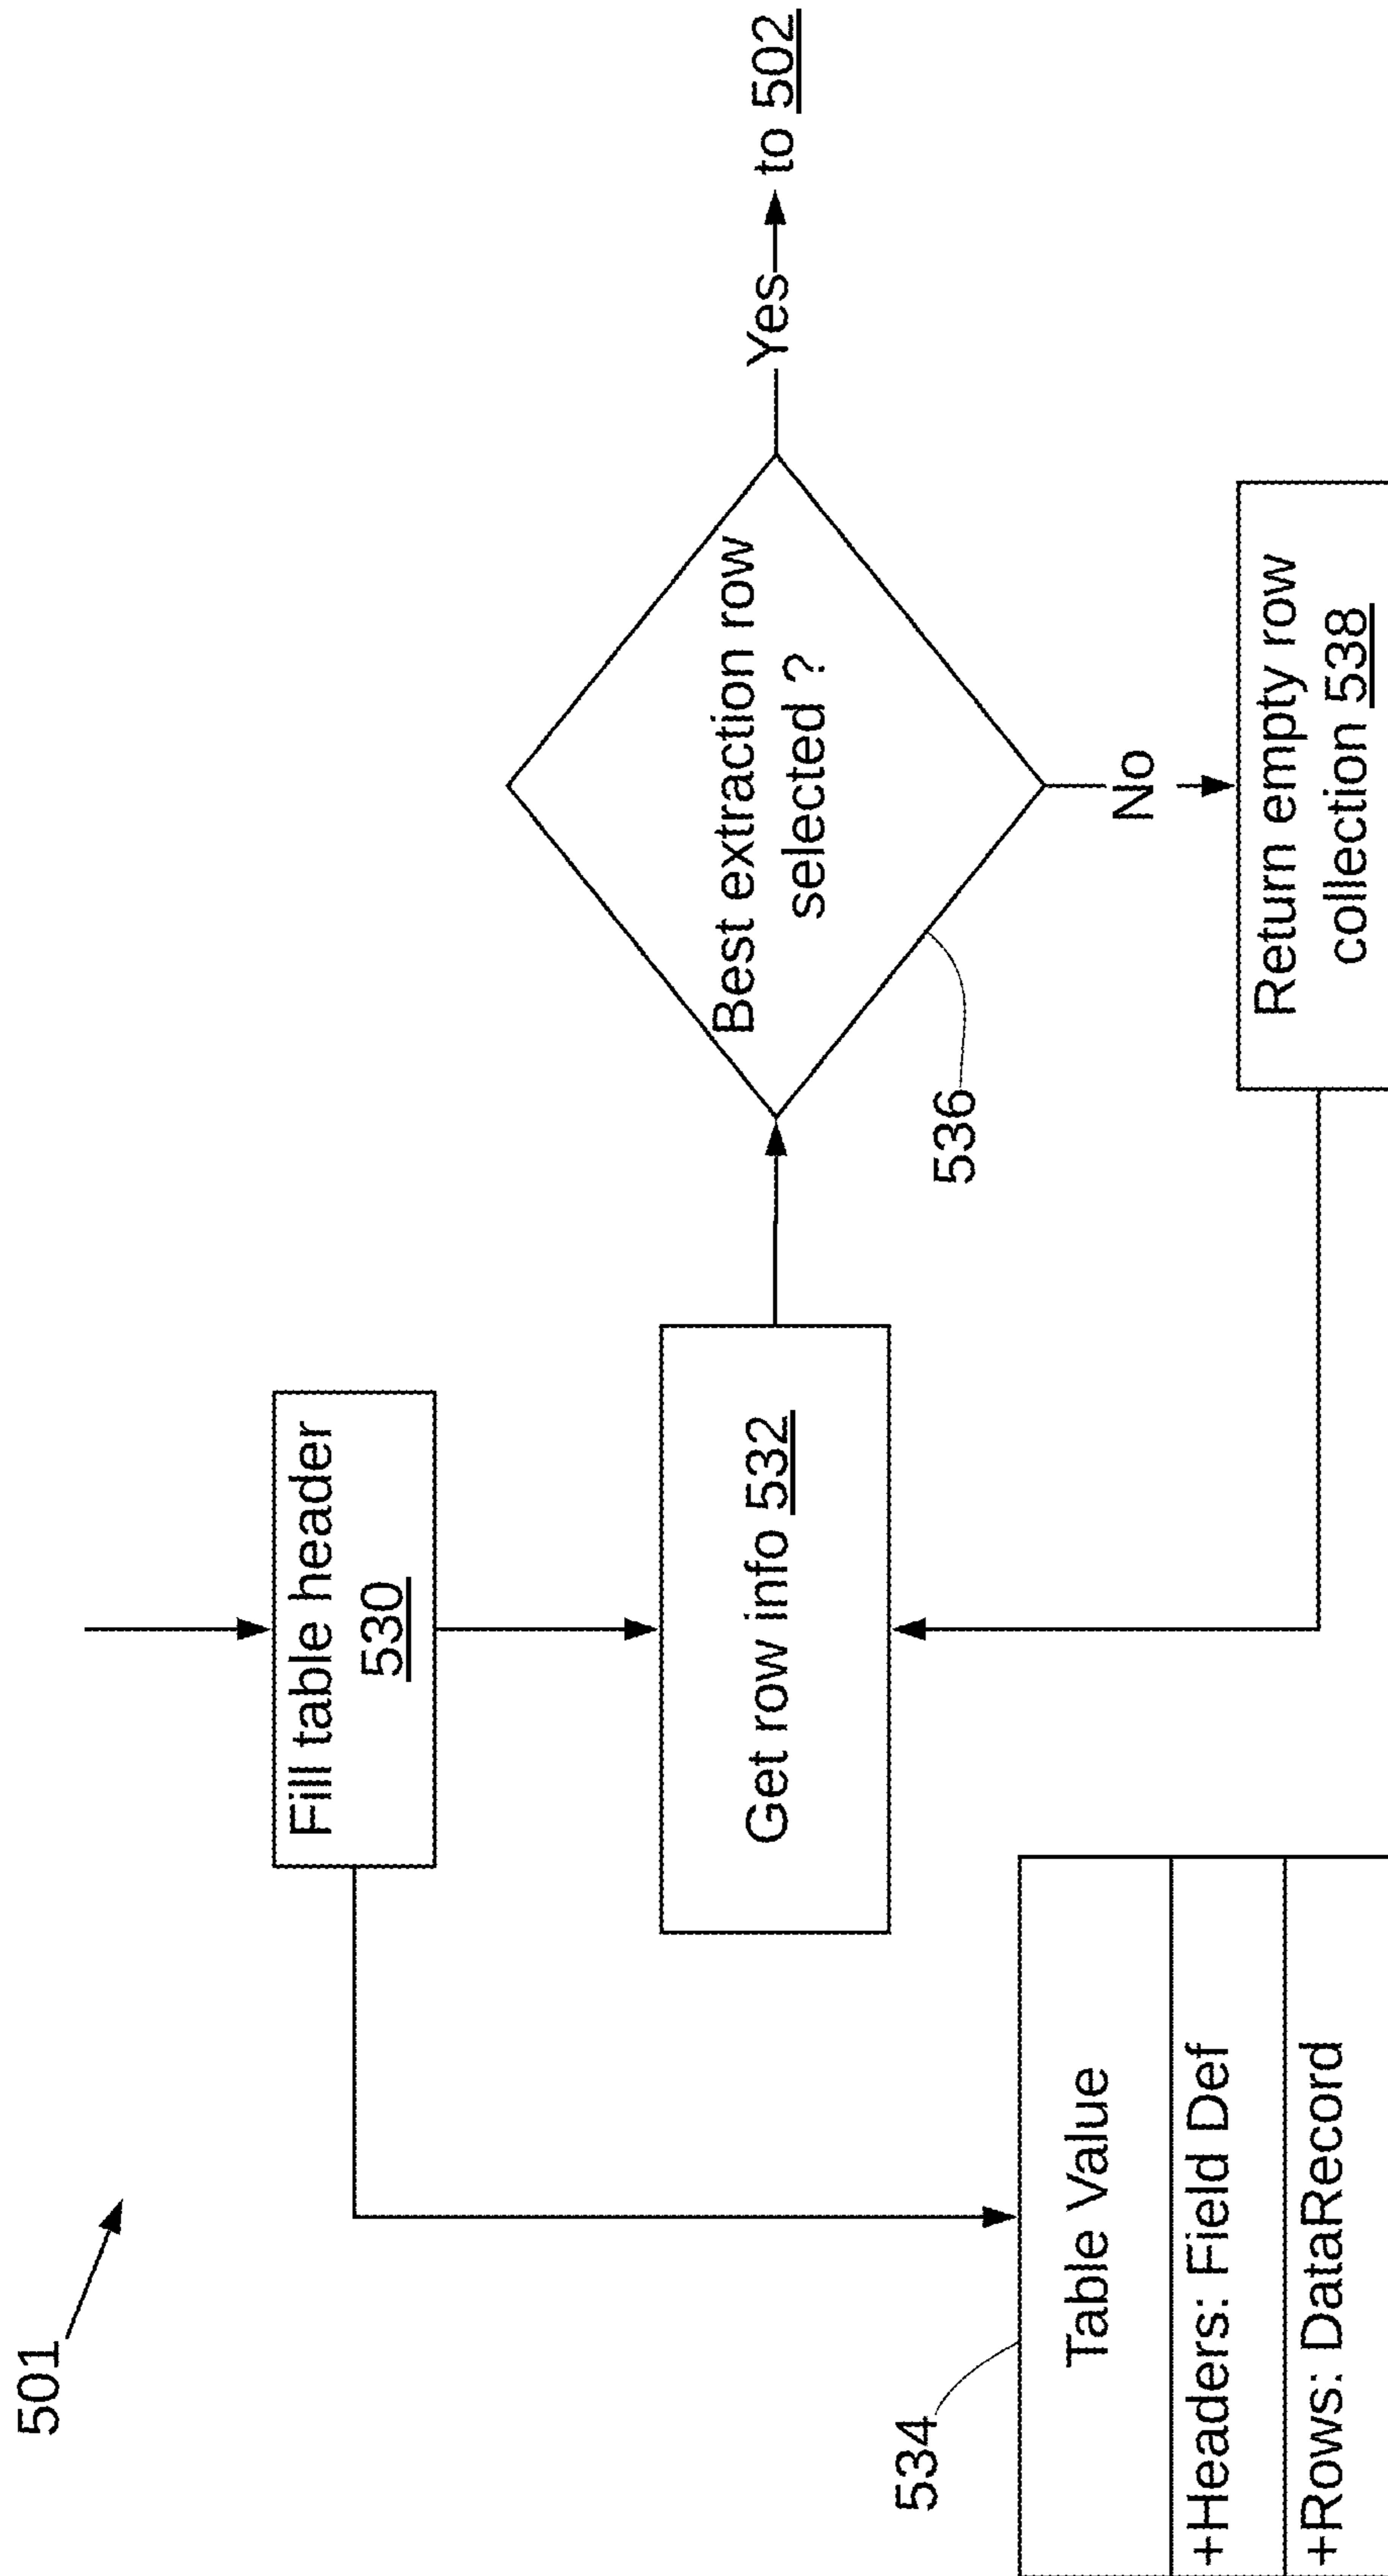 501
Fill table header
530
Get row info 532
Best extraction row
selected ?
Yes
to 502
536
No
Return empty row
collection 538
534
Table Value
+Headers: Field Def
+Rows: DataRecord